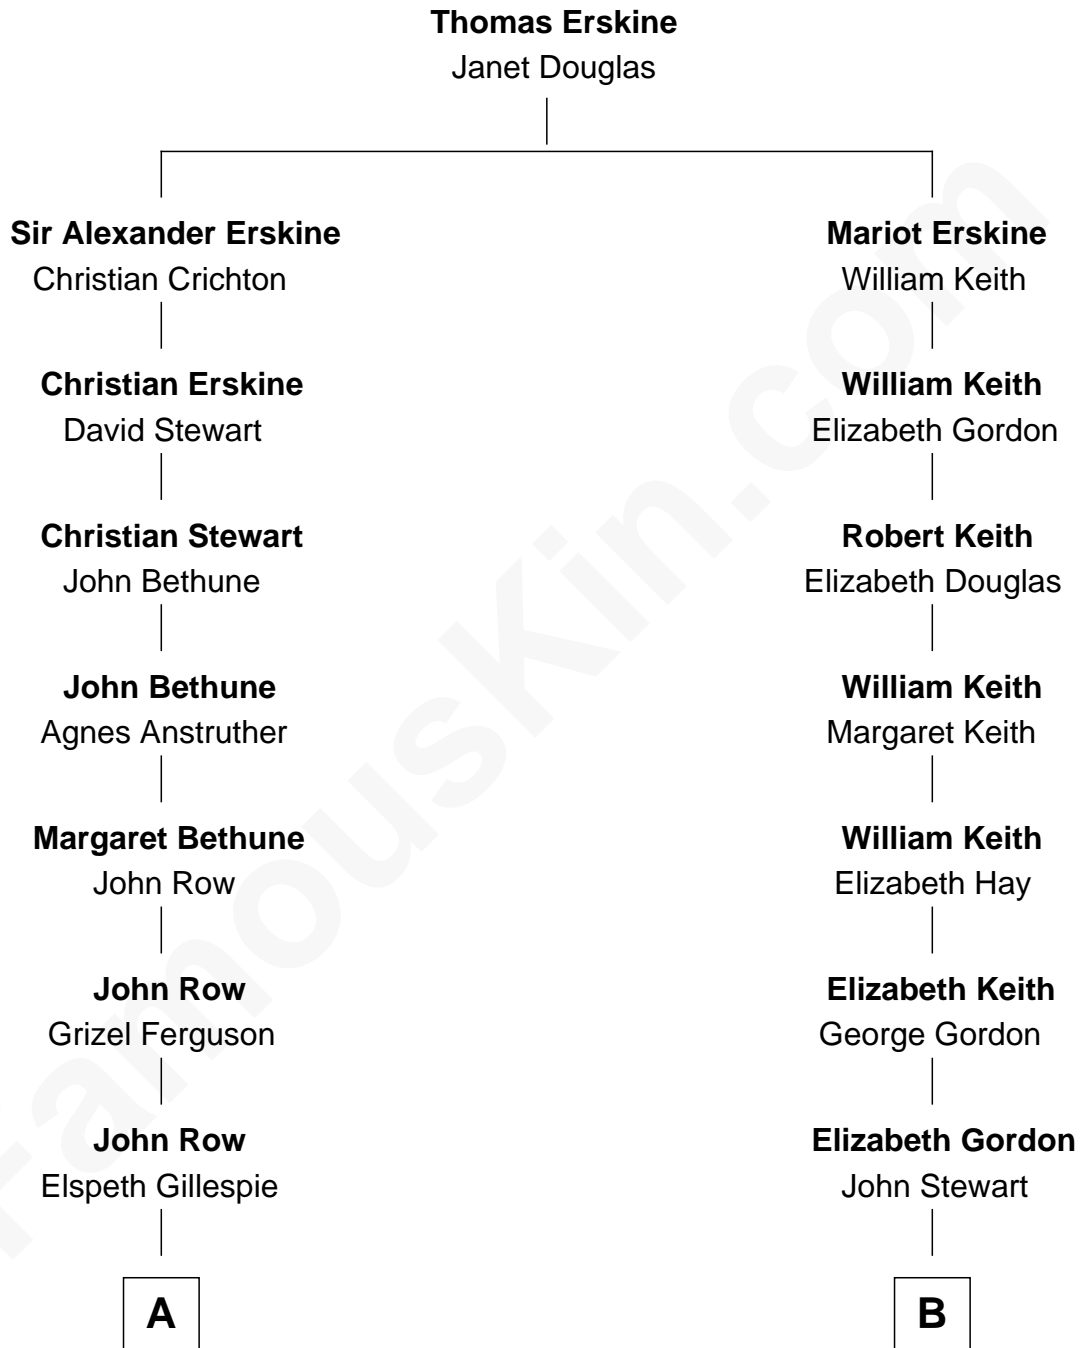 Thomas Erskine
Janet Douglas
Sir Alexander Erskine
Christian Crichton
Christian Erskine
David Stewart
Christian Stewart
John Bethune
John Bethune
Agnes Anstruther
Margaret Bethune
John Row
John Row
Grizel Ferguson
John Row
Elspeth Gillespie
A
Mariot Erskine
William Keith
William Keith
Elizabeth Gordon
Robert Keith
Elizabeth Douglas
William Keith
Margaret Keith
William Keith
Elizabeth Hay
Elizabeth Keith
George Gordon
Elizabeth Gordon
John Stewart
B
FamousKin.com